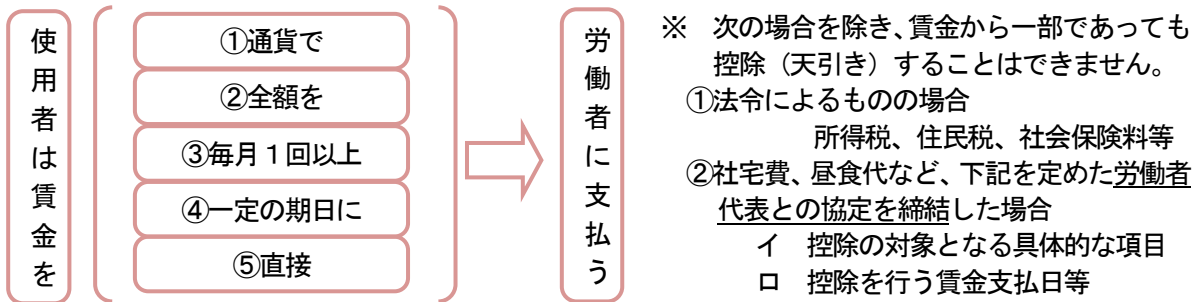 使用者は賃金を
①通貨で
②全額を
③毎月１回以上
④一定の期日に
⑤直接
労働者に支払う
※　次の場合を除き、賃金から一部であっても
控除（天引き）することはできません。
①法令によるものの場合
所得税、住民税、社会保険料等
②社宅費、昼食代など、下記を定めた労働者
代表との協定を締結した場合
イ　控除の対象となる具体的な項目
ロ　控除を行う賃金支払日等